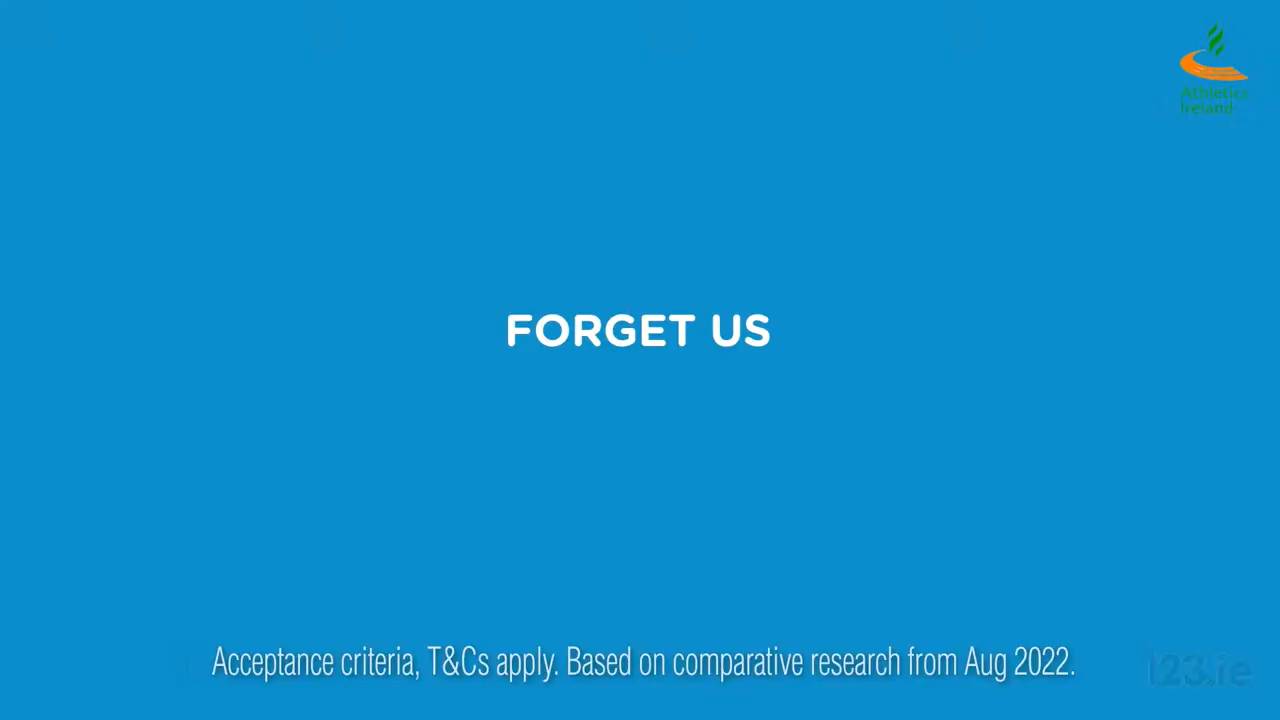 Athletics
Ireland
FORGET US
Acceptance criteria, T&Cs apply. Based on comparative research from Aug 2022.
123.ie